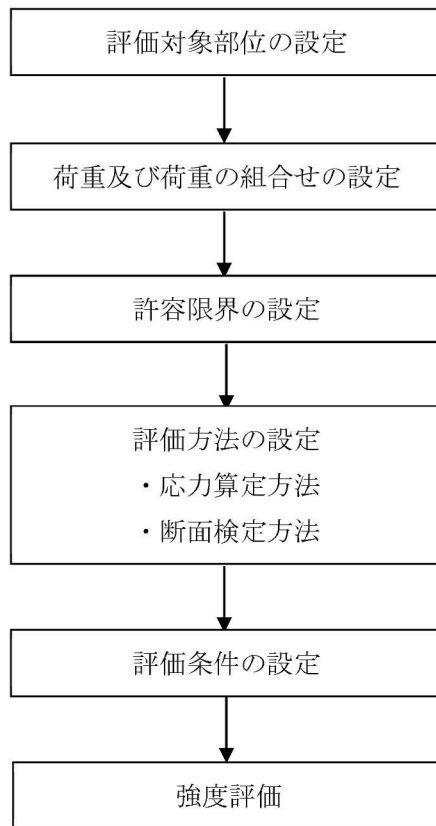 評価対象部位の設定
荷重及び荷重の組合せの設定
許容限界の設定
評価方法の設定
・応力算定方法
・断面検定方法
評価条件の設定
強度評価